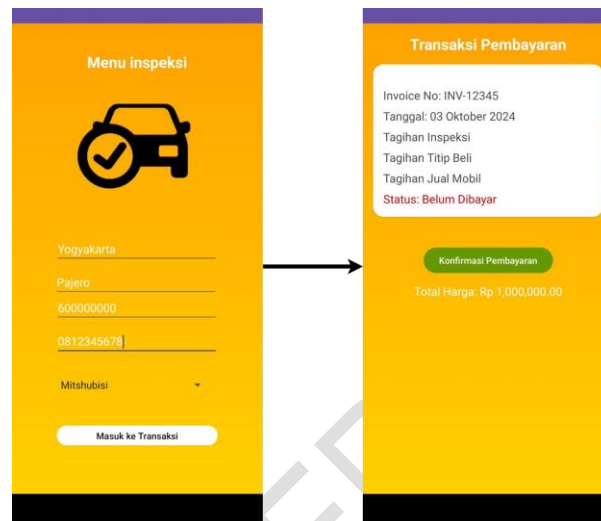 Menu inspeksi
Yogyakarta
Pajero
600000000
0812345678
Mitshubisi
Masuk ke Transaksi
Transaksi Pembayaran
Invoice No: INV-12345
Tanggal: 03 Oktober 2024
Tagihan Inspeksi
Tagihan Titip Beli
Tagihan Jual Mobil
Status: Belum Dibayar
Konfirmasi Pembayaran
Total Harga: Rp 1,000,000.00